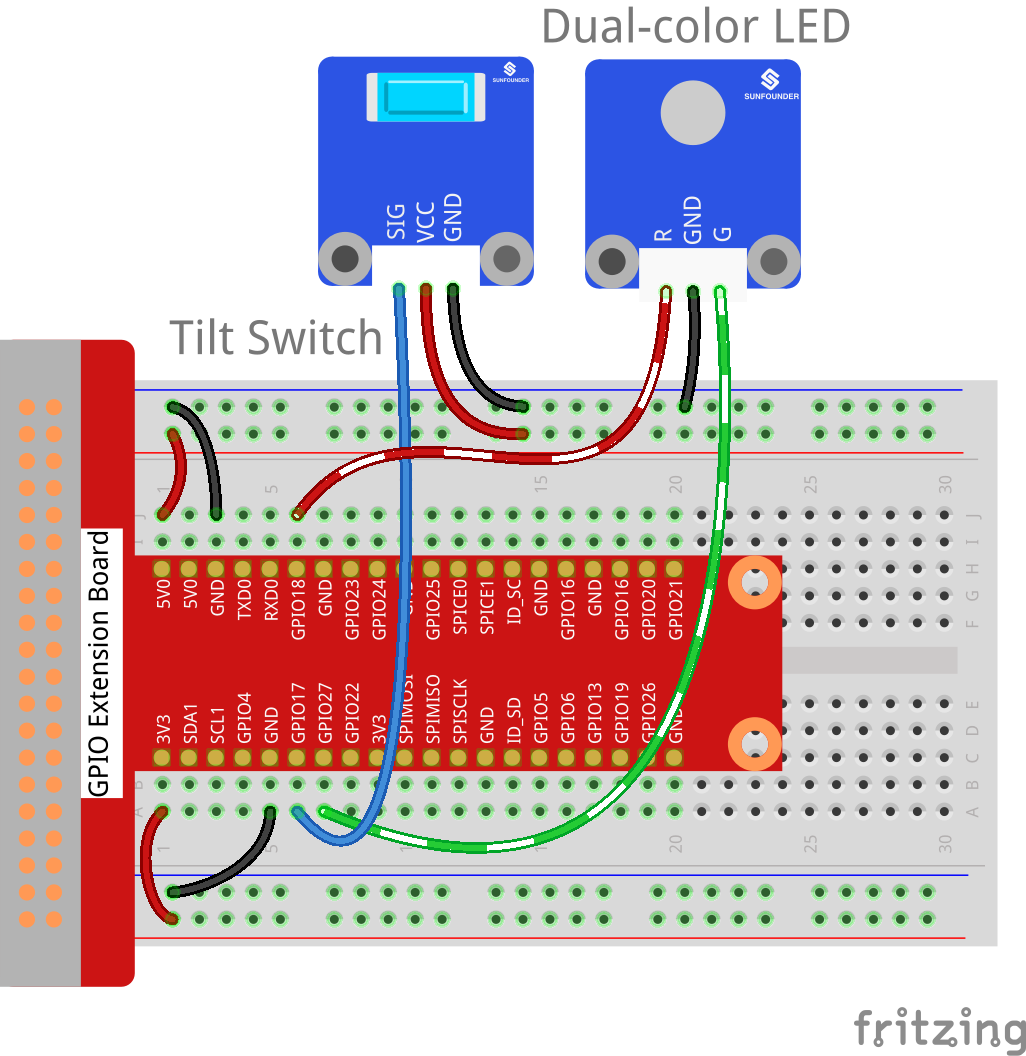 Dual-color LED
SUNFOUNDER
SUNFOUNDER
SIG
VCC
GND
R
GND
G
Tilt Switch
1
5
15
20
25
30
J
J
I
I
H
G
F
5V0
5V0
GND
TXD0
RXD0
GPIO18
GND
GPIO23
GPIO24
GND
GPIO25
SPICE0
SPICE1
ID_SC
GND
GPIO16
GND
GPIO16
GPIO20
GPIO21
GPIO Extension Board
3V3
SDA1
SCL1
GPIO4
GND
GPIO17
GPIO27
GPIO22
3V3
SPIMOSI
SPIMISO
SPISCLK
GND
ID_SD
GPIO5
GPIO6
GPIO13
GPIO19
GPIO26
GND
E
D
C
B
B
A
A
1
5
15
20
25
30
fritzing